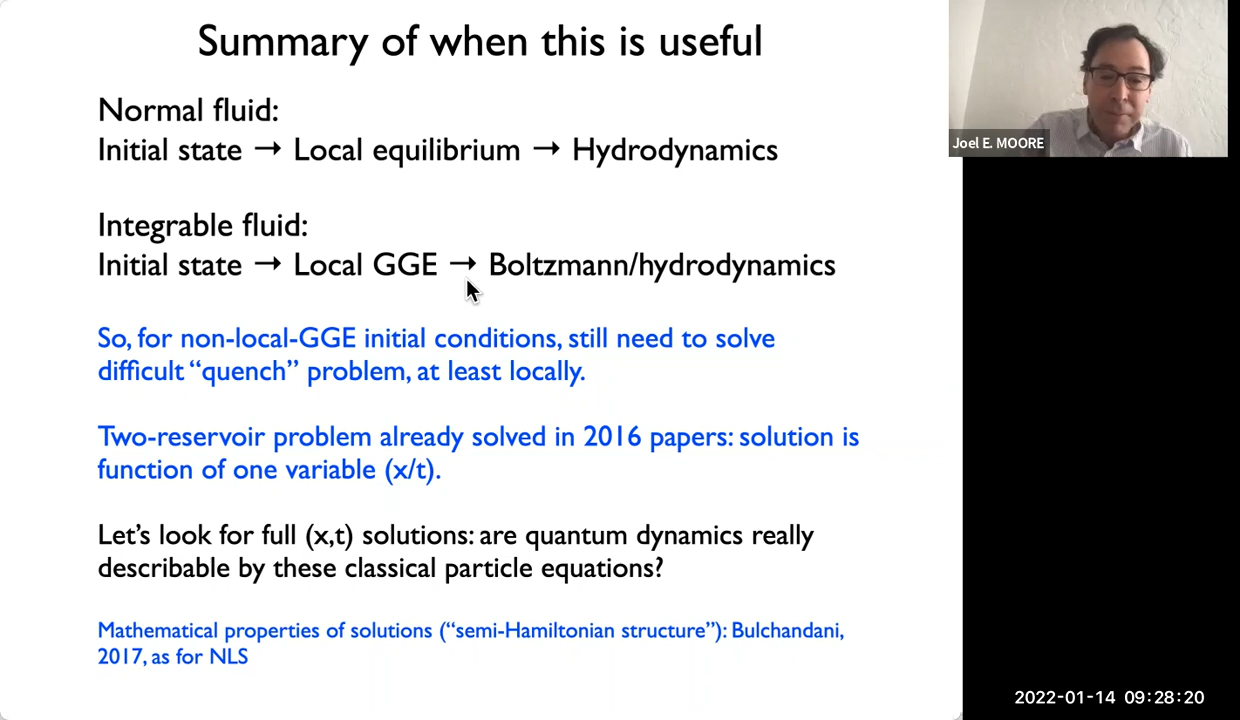 Summary of when this is useful
Normal fluid:
Initial state → Local equilibrium → Hydrodynamics
Integrable fluid:
Initial state → Local GGE → Boltzmann/hydrodynamics
So, for non-local-GGE initial conditions, still need to solve
difficult “quench” problem, at least locally.
Two-reservoir problem already solved in 2016 papers: solution is
function of one variable (x/t).
Let’s look for full (x,t) solutions: are quantum dynamics really
describable by these classical particle equations?
Mathematical properties of solutions (“semi-Hamiltonian structure”): Bulchandani,
2017, as for NLS
Joel E. MOORE
2022-01-14 09:28:20